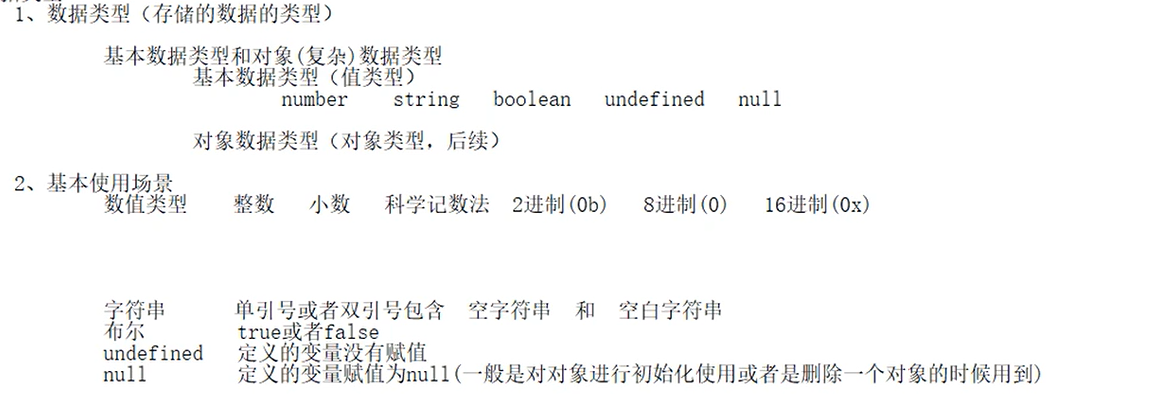 1、数据类型（存储的数据的类型）
基本数据类型和对象(复杂)数据类型
基本数据类型（值类型）
number string boolean undefined null
对象数据类型（对象类型，后续）
2、基本使用场景
数值类型 整数 小数 科学记数法 2进制(0b) 8进制(0) 16进制(0x)
字符串 单引号或者双引号包含 空字符串 和 空白字符串
布尔 true或者false
undefined 定义的变量没有赋值
null 定义的变量赋值为null(一般是对对象进行初始化使用或者是删除一个对象的时候用到)